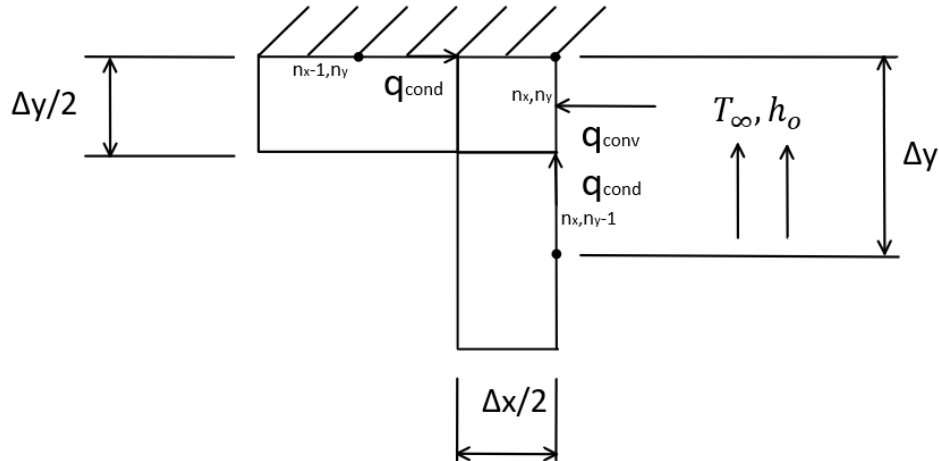 nx-1,ny
qcond
nx,ny
Δy/2
T∞, ho
qconv
Δy
qcond
nx,ny-1
Δx/2